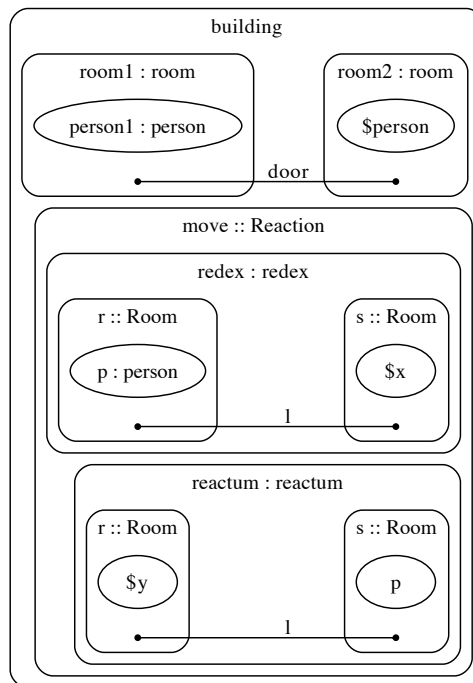 building
room1 : room
room2 : room
person1 : person
$person
door
move :: Reaction
redex : redex
r :: Room
s :: Room
p : person
$x
l
reactum : reactum
r :: Room
s :: Room
$y
p
l